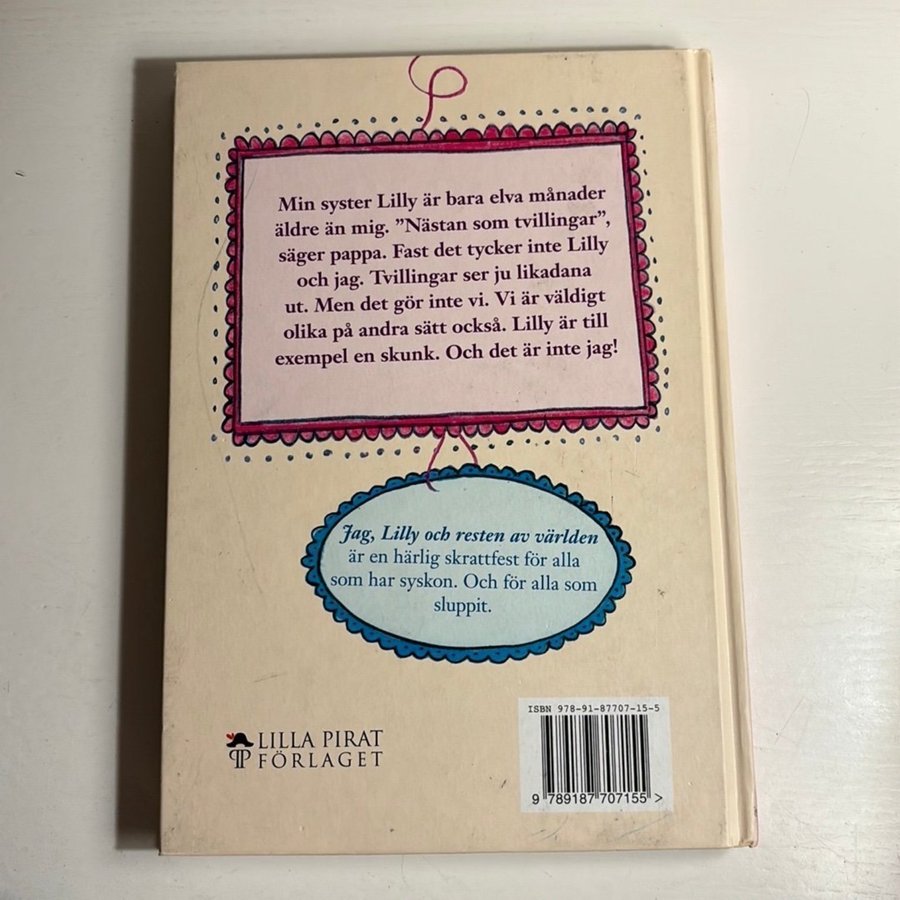 Min syster Lilly är bara elva månader
äldre än mig. ”Nästan som tvillingar”,
säger pappa. Fast det tycker inte Lilly
och jag. Tvillingar ser ju likadana
ut. Men det gör inte vi. Vi är väldigt
olika på andra sätt också. Lilly är till
exempel en skunk. Och det är inte jag!
Jag, Lilly och resten av världen
är en härlig skrattfest för alla
som har syskon. Och för alla som
sluppit.
LILLA PIRAT
FÖRLAGET
ISBN 978-91-87707-15-5
9 789187 707155 >